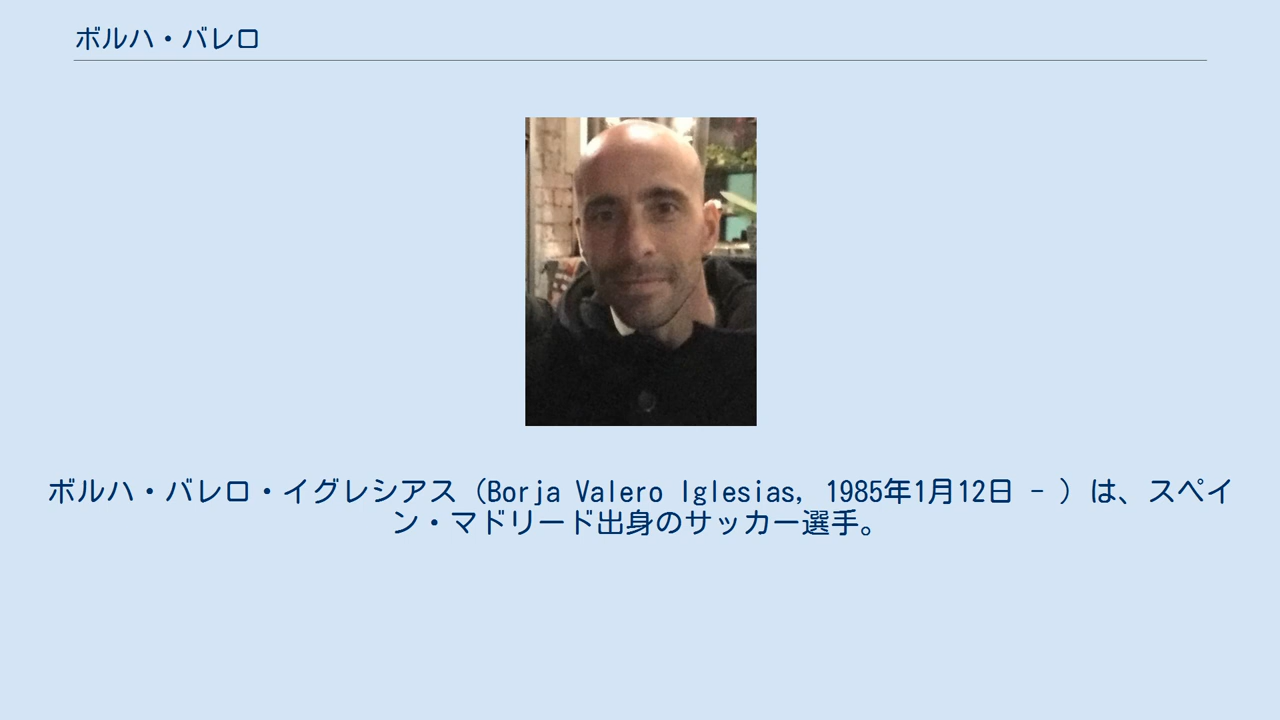 ボルハ・バレロ
ボルハ・バレロ・イグレシアス（Borja Valero Iglesias, 1985年1月12日 - ）は、スペイ
ン・マドリード出身のサッカー選手。